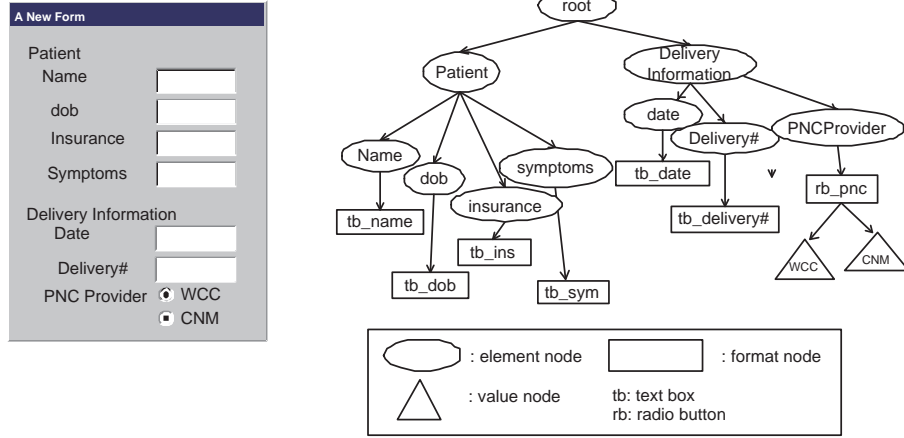 A New Form
Patient
Name
dob
Insurance
Symptoms
Delivery Information
Date
Delivery#
PNC Provider
WCC
CNM
root
Patient
Delivery
Information
Name
dob
insurance
symptoms
date
Delivery#
PNCProvider
tb_name
tb_dob
tb_ins
tb_sym
tb_date
tb_delivery#
rb_pnc
WCC
CNM
: element node
: format node
: value node
tb: text box
rb: radio button